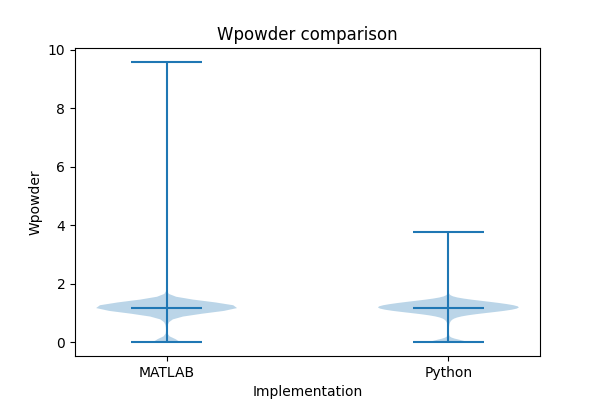 Wpowder comparison
10
8
6
4
2
0
Wpowder
MATLAB
Python
Implementation